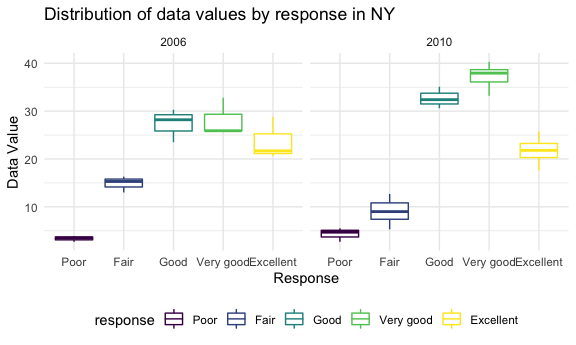 Distribution of data values by response in NY
2006 2010
Data Value
40
30
20
10
Poor Fair Good Very good Excellent Poor Fair Good Very good Excellent
Response
response Poor Fair Good Very good Excellent